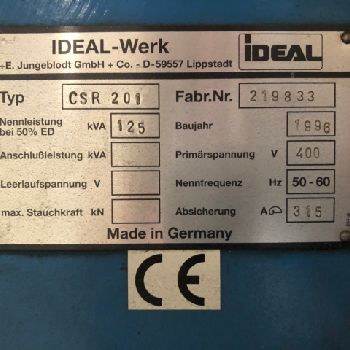 IDEAL-Werk
iDEAL
+E. Jungeblodt GmbH + Co. - D-59557 Lippstadt
Typ CSR 201 Fabr.Nr. 219833
Nennleistung bei 50% ED kVA 125 Baujahr 1996
Anschlußleistung kVA Primärspannung V 400
Leerlaufspannung V Nennfrequenz Hz 50-60
max. Stauchkraft kN Absicherung A 315
Made in Germany
CE